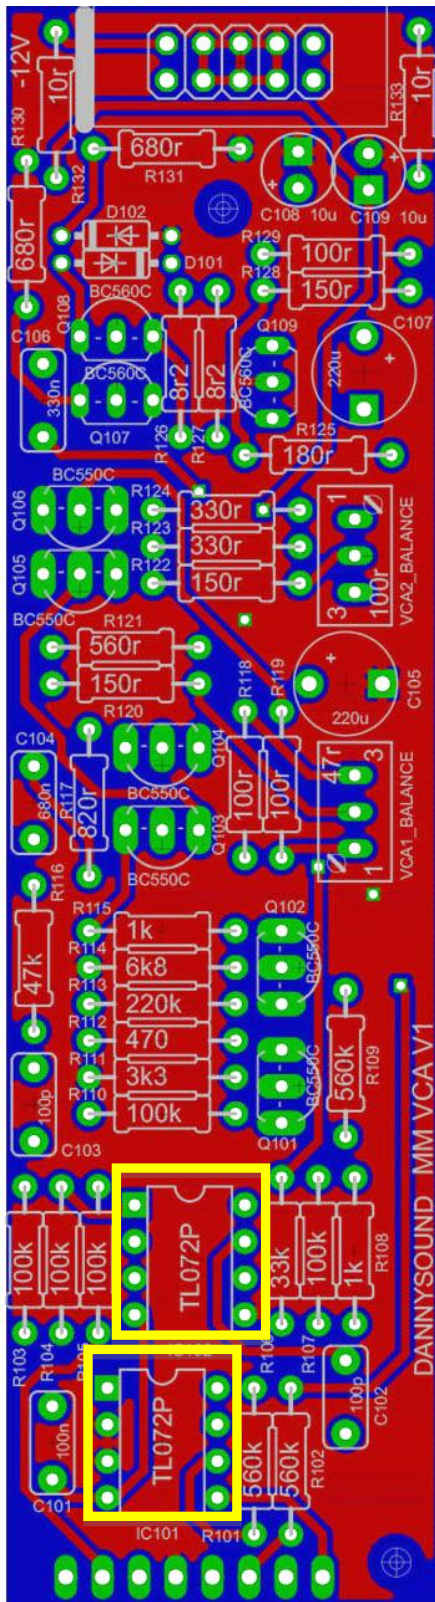 -12V
R130
10r
R132
680r
R131
C108
10u
C109
10u
R133
10r
680r
D102
D101
R129
100r
R128
150r
C107
220u
C106
330n
Q108
BC560C
BC560C
Q107
8r2
8r2
R126
R127
Q109
BC560C
R125
180r
BC550C
Q106
Q105
BC550C
R124
330r
R123
330r
R122
150r
1
3
100r
VCA2_BALANCE
R121
560r
150r
R120
R118
R119
C105
220u
C104
680n
R117
820r
Q104
BC550C
Q103
BC550C
100r
100r
47r
3
1
VCA1_BALANCE
R116
47k
R115
1k
R114
6k8
R113
220k
R112
470
R111
3k3
R110
100k
Q102
BC550C
BC550C
Q101
560k
R109
100p
C103
100k
100k
100k
R103
R104
R105
TL072P
33k
100k
1k
R108
R107
100p
C102
DANNYSOUND MM VCA V1
TL072P
IC101
100n
C101
560k
560k
R101
R102